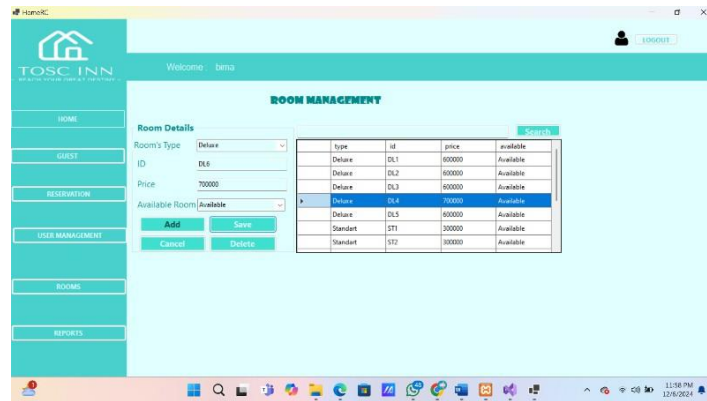 HomeRC
LOGOUT
TOSC INN
Welcome bima
ROOM MANAGEMENT
HOME
GUEST
RESERVATION
USER MANAGEMENT
ROOMS
REPORTS
Room Details
Search
Room's Type Deluxe
ID DL6
Price 700000
Available Room Available
Add Save
Cancel Delete
type id price available
Deluxe DL1 600000 Available
Deluxe DL2 600000 Available
Deluxe DL3 600000 Available
Deluxe DL4 700000 Available
Deluxe DL5 600000 Available
Standart ST1 300000 Available
Standart ST2 300000 Available
11:58 PM
12/8/2024